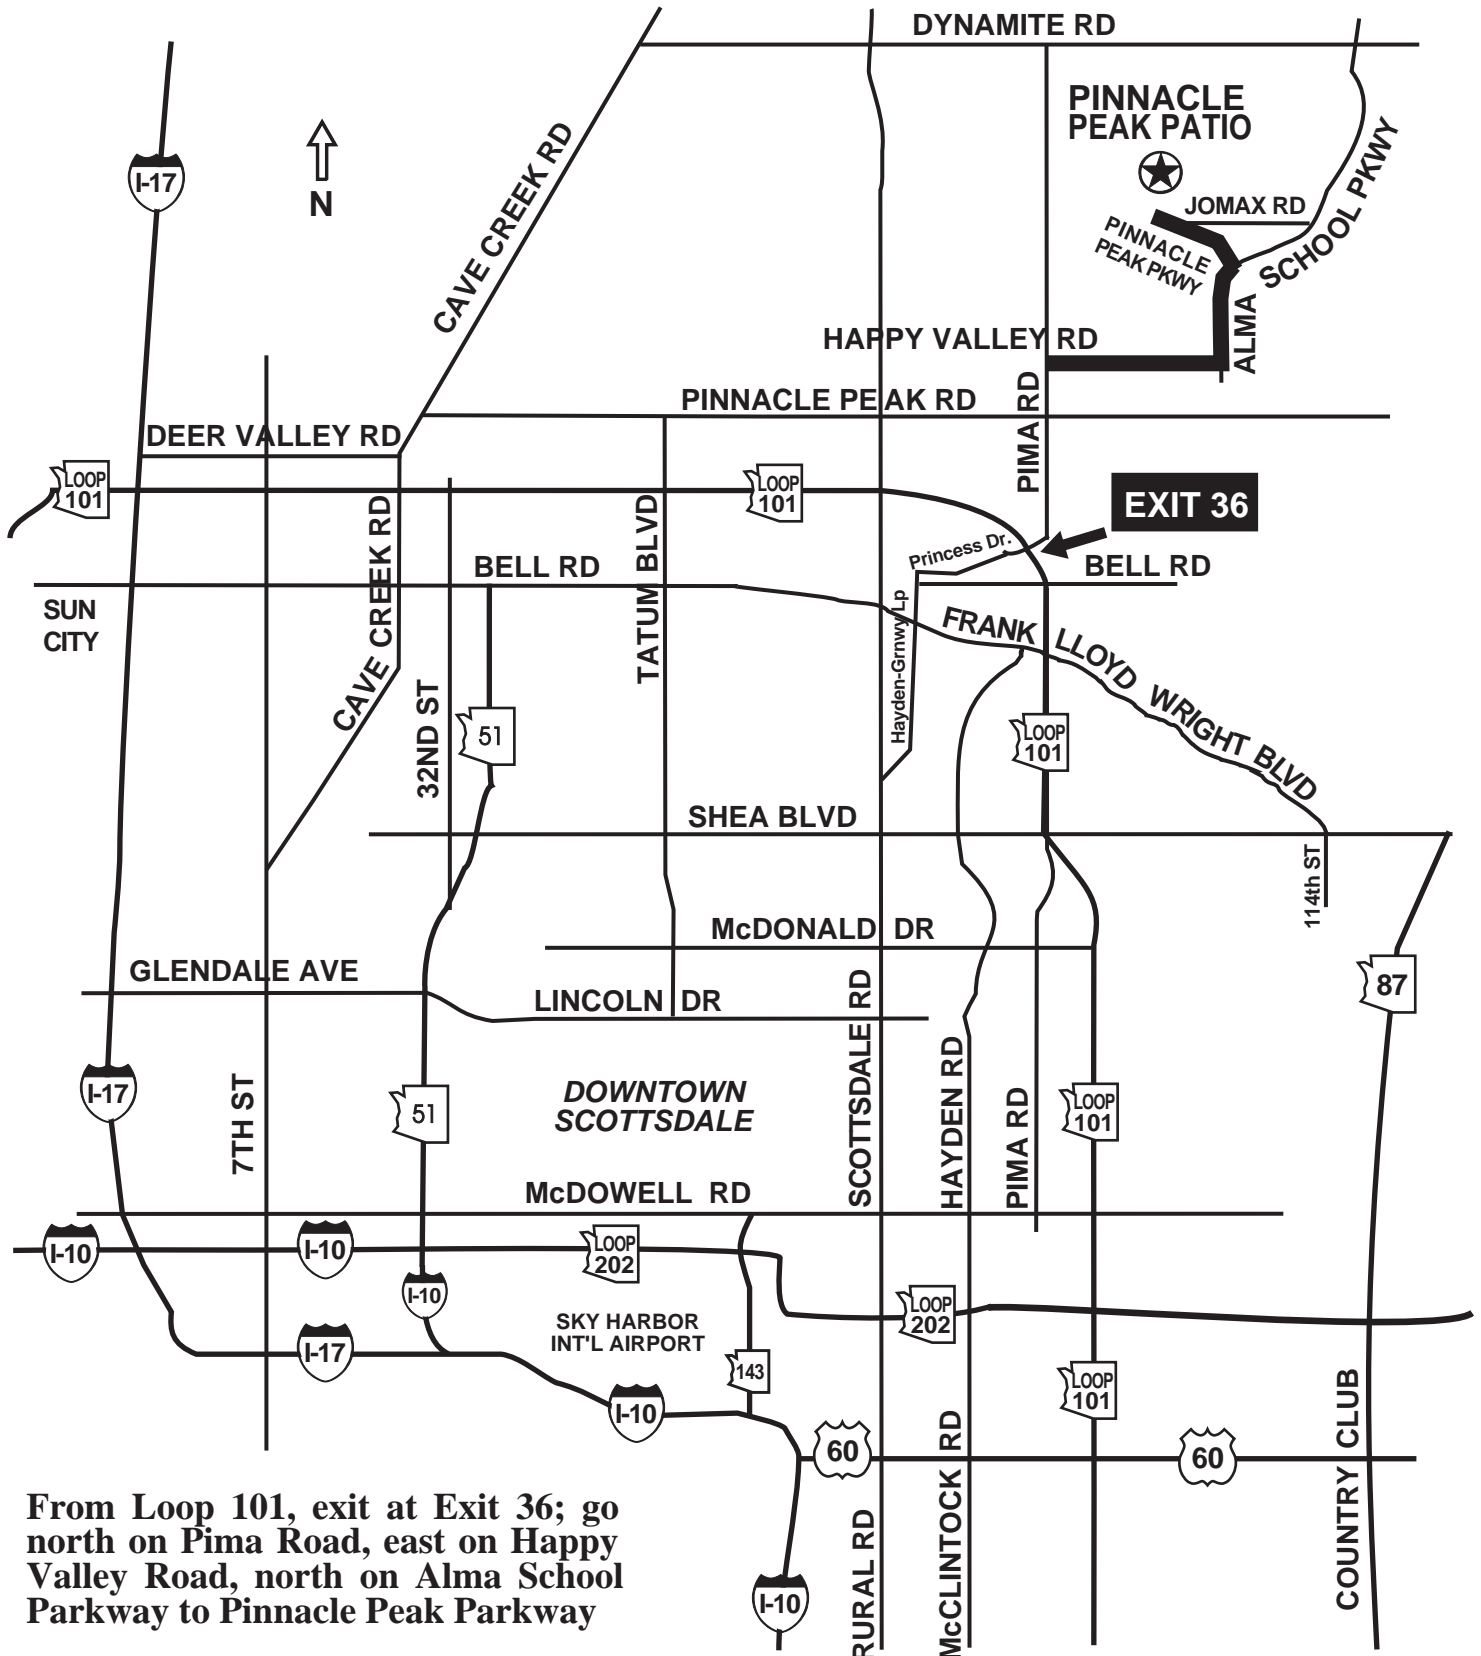 DYNAMITE RD
PINNACLE
PEAK PATIO
I-17
N
CAVE CREEK RD
JOMAX RD
SCHOOL PKWY
PINNACLE
PEAK PKWY
ALMA
HAPPY VALLEY RD
PIMA RD
PINNACLE PEAK RD
DEER VALLEY RD
LOOP
101
LOOP
101
EXIT 36
Princess Dr.
BELL RD
BELL RD
SUN
CITY
CAVE CREEK RD
TATUM BLVD
Hayden-Grnwy Lp
FRANK LLOYD WRIGHT BLVD
32ND ST
51
LOOP
101
SHEA BLVD
114th ST
McDONALD DR
GLENDALE AVE
LINCOLN DR
SCOTTSDALE RD
87
I-17
7TH ST
51
DOWNTOWN
SCOTTSDALE
HAYDEN RD
PIMA RD
LOOP
101
McDOWELL RD
I-10
I-10
LOOP
202
I-10
SKY HARBOR
INT'L AIRPORT
LOOP
202
I-17
143
LOOP
101
I-10
60
60
McCLINTOCK RD
COUNTRY CLUB
RURAL RD
I-10
From Loop 101, exit at Exit 36; go
north on Pima Road, east on Happy
Valley Road, north on Alma School
Parkway to Pinnacle Peak Parkway